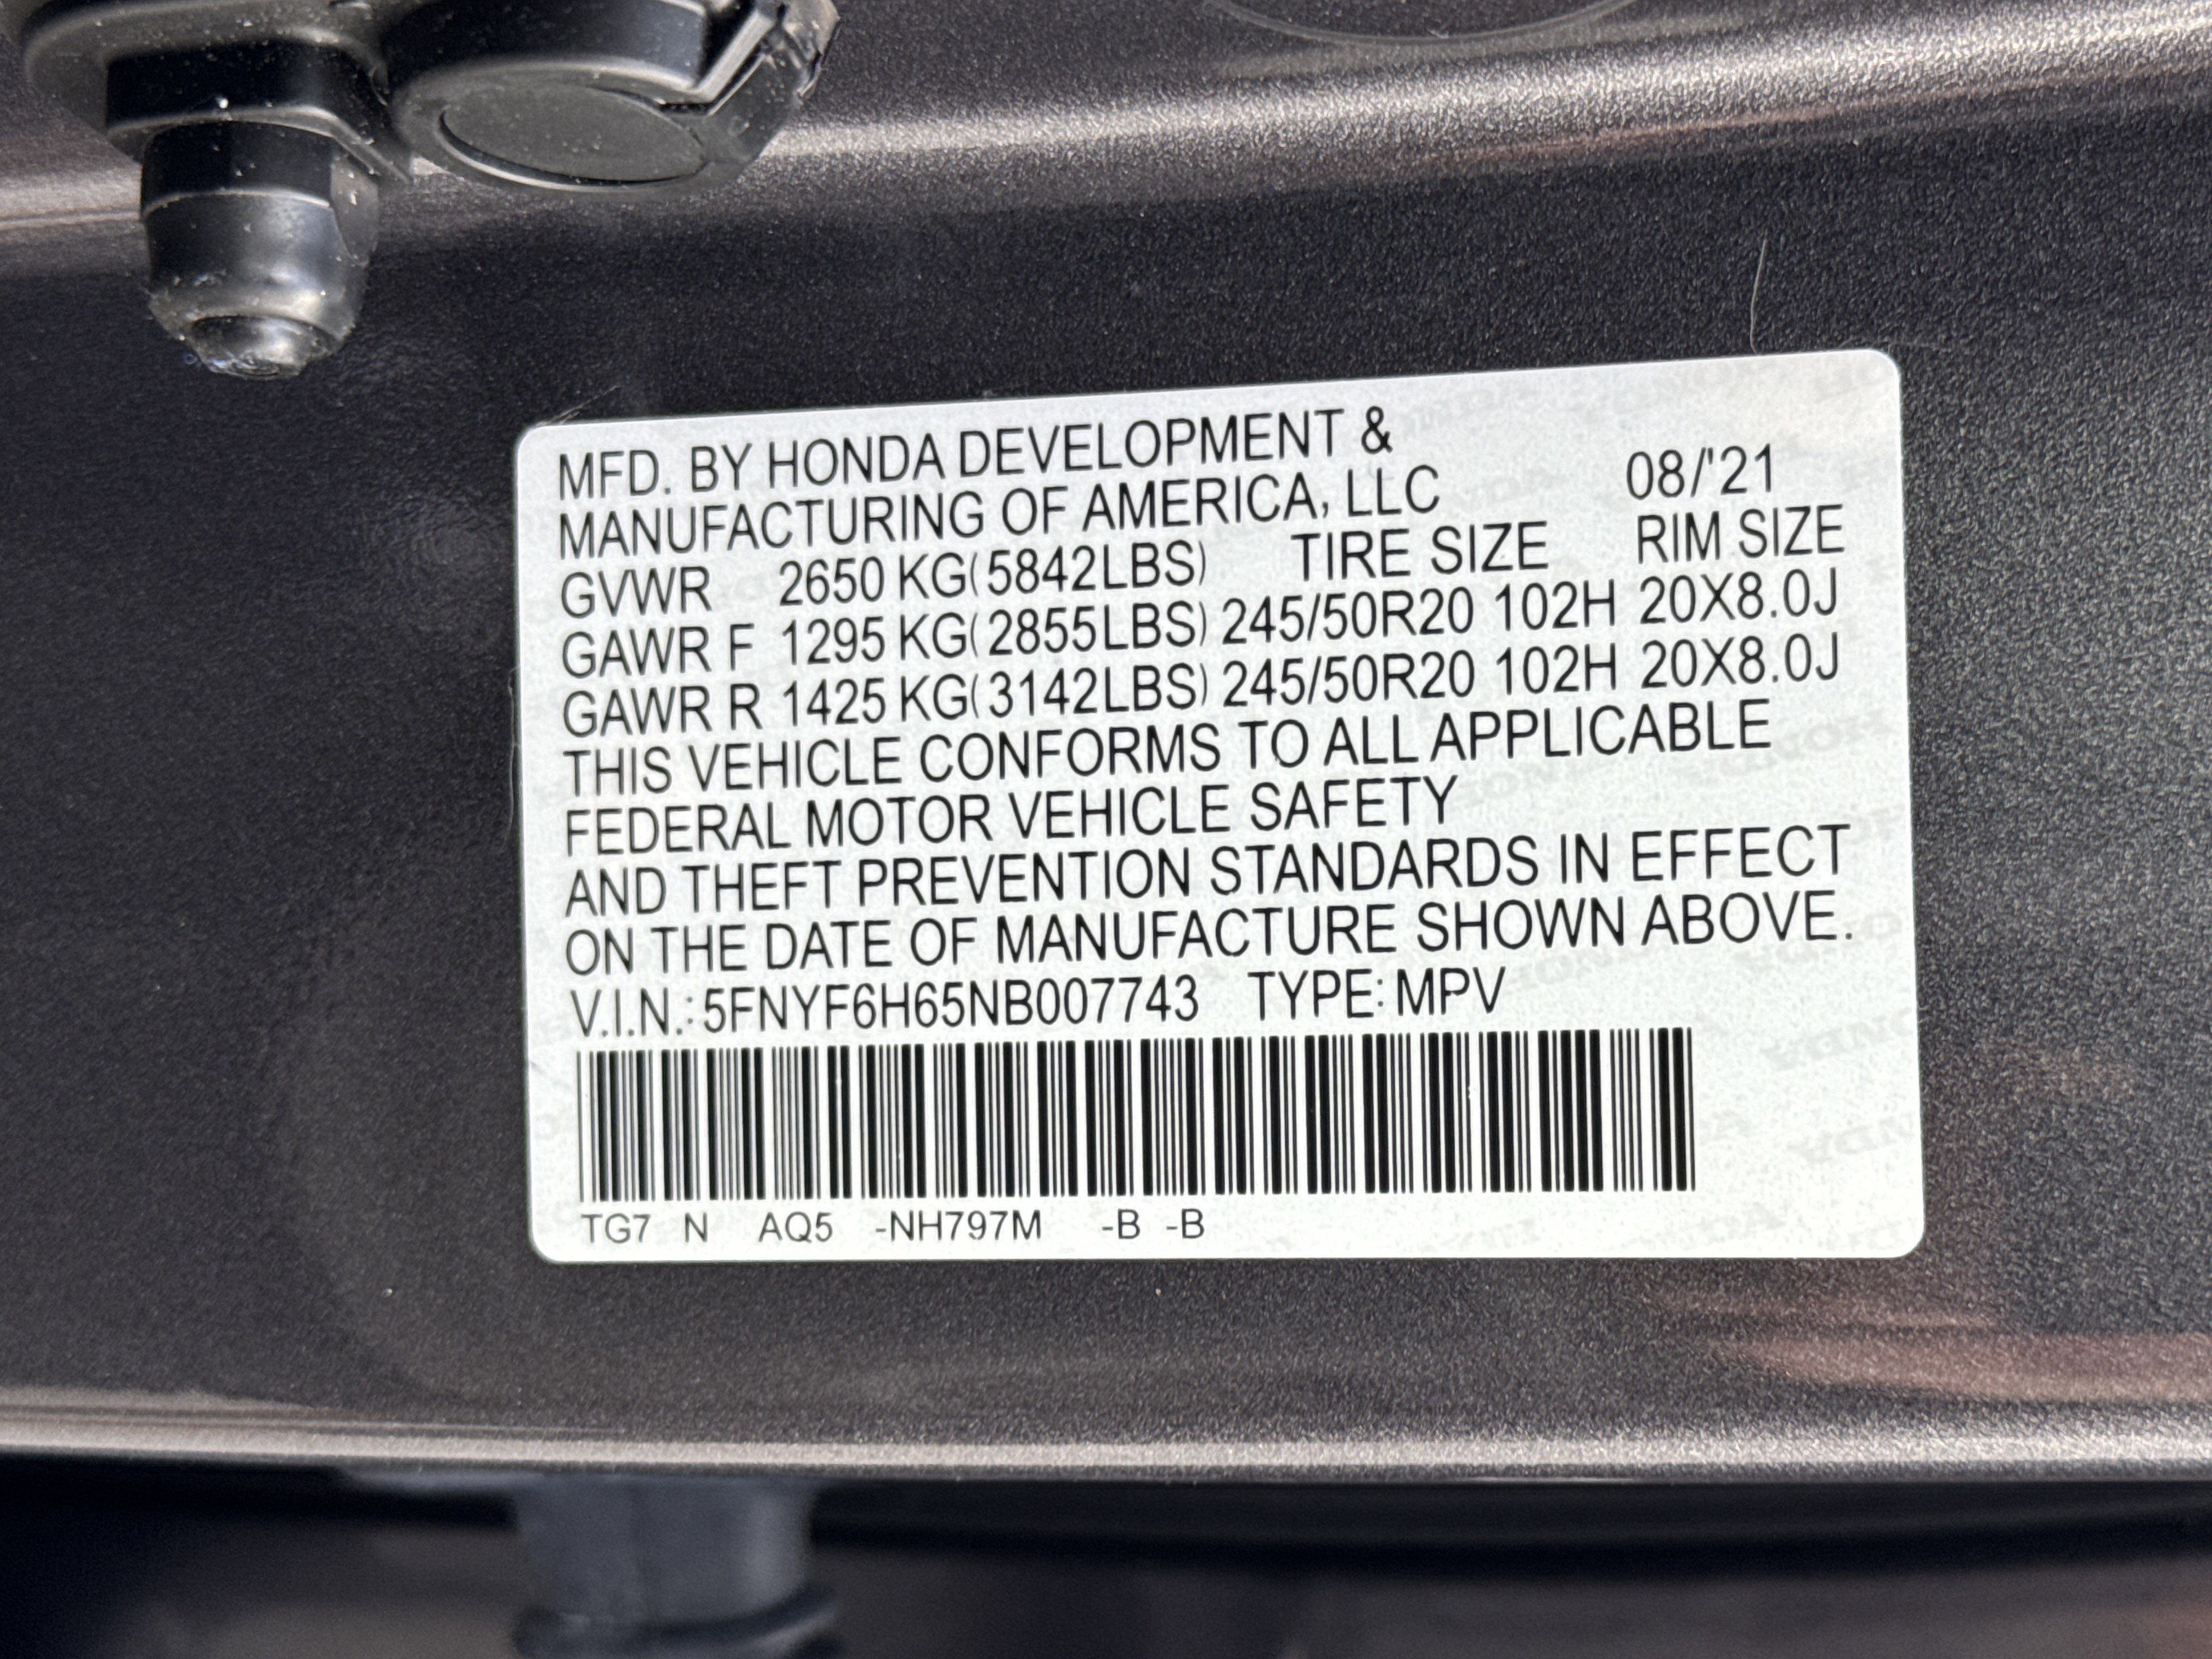 MFD. BY HONDA DEVELOPMENT &
MANUFACTURING OF AMERICA, LLC 08/'21
GVWR 2650 KG(5842LBS) TIRE SIZE RIM SIZE
GAWR F 1295 KG(2855LBS) 245/50R20 102H 20X8.0J
GAWR R 1425 KG(3142LBS) 245/50R20 102H 20X8.0J
THIS VEHICLE CONFORMS TO ALL APPLICABLE
FEDERAL MOTOR VEHICLE SAFETY
AND THEFT PREVENTION STANDARDS IN EFFECT
ON THE DATE OF MANUFACTURE SHOWN ABOVE.
V.I.N.:5FNYF6H65NB007743 TYPE:MPV
TG7 N AQ5 -NH797M -B -B